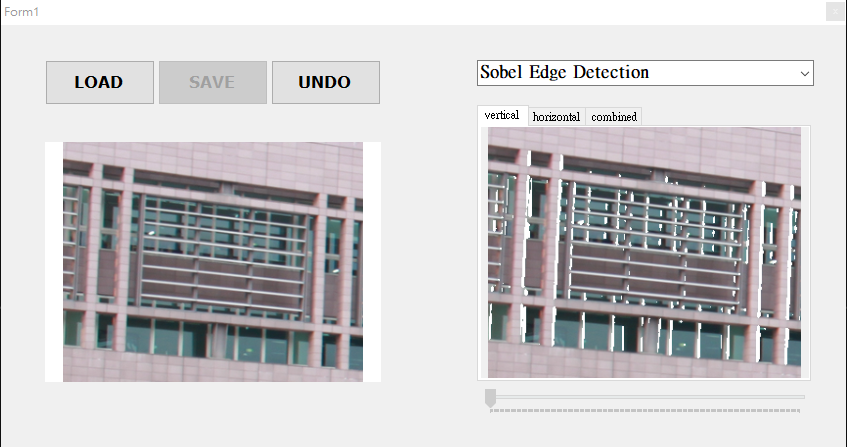 Form1
LOAD SAVE UNDO
Sobel Edge Detection
vertical horizontal combined